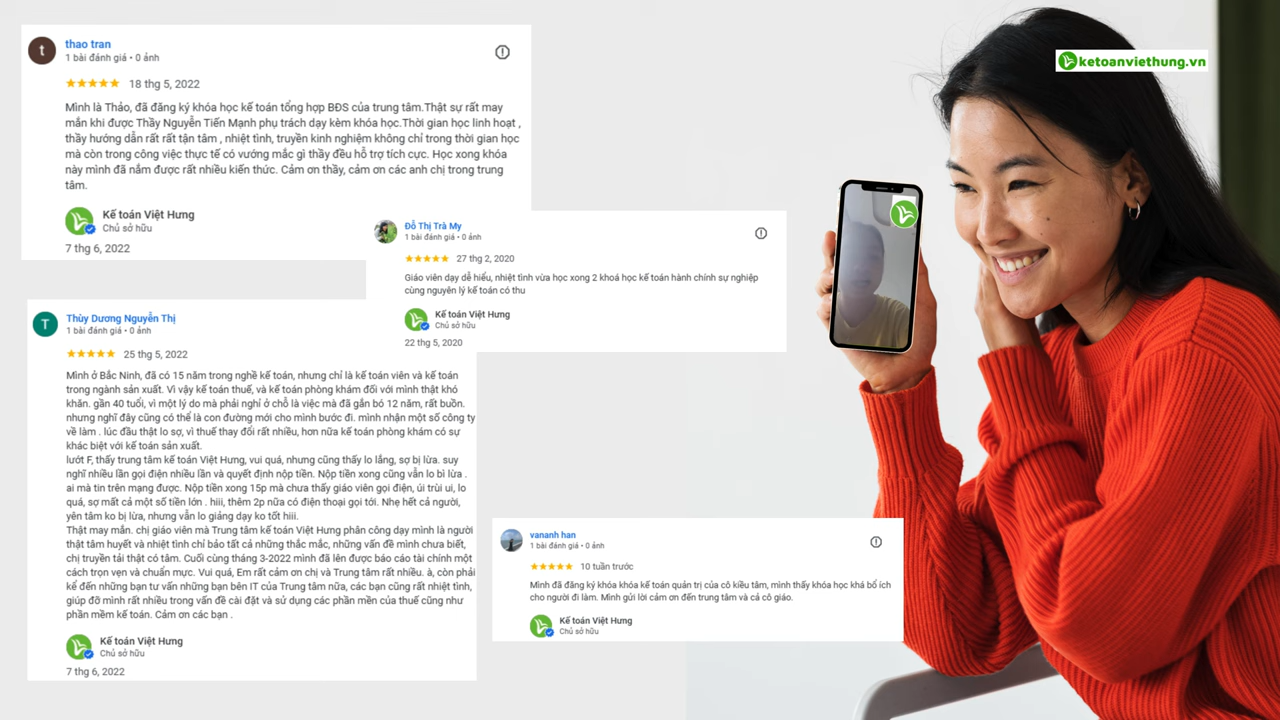 t
thao tran
1 bài đánh giá • 0 ảnh
18 thg 5, 2022
Mình là Thảo, đã đăng ký khóa học kế toán tổng hợp BĐS của trung tâm.Thật sự rất may
mắn khi được Thầy Nguyễn Tiến Mạnh phụ trách dạy kèm khóa học.Thời gian học linh hoạt ,
thầy hướng dẫn rất rất tận tâm , nhiệt tình, truyền kinh nghiệm không chỉ trong thời gian học
mà còn trong công việc thực tế có vướng mắc gì thầy đều hỗ trợ tích cực. Học xong khóa
này mình đã nắm được rất nhiều kiến thức. Cảm ơn thầy, cảm ơn các anh chị trong trung
tâm.
Kế toán Việt Hưng
Chủ sở hữu
7 thg 6, 2022
Đỗ Thị Trà My
1 bài đánh giá • 0 ảnh
27 thg 2, 2020
Giáo viên dạy dễ hiểu, nhiệt tình vừa học xong 2 khoá học kế toán hành chính sự nghiệp
cùng nguyên lý kế toán có thu
Kế toán Việt Hưng
Chủ sở hữu
22 thg 5, 2020
T
Thùy Dương Nguyễn Thị
1 bài đánh giá • 0 ảnh
25 thg 5, 2022
Mình ở Bắc Ninh, đã có 15 năm trong nghề kế toán, nhưng chỉ là kế toán viên và kế toán
trong ngành sản xuất. Vì vậy kế toán thuế, và kế toán phòng khám đối với mình thật khó
khăn. gần 40 tuổi, vì một lý do mà phải nghỉ ở chỗ là việc mà đã gắn bó 12 năm, rất buồn.
nhưng nghĩ đây cũng có thể là con đường mới cho mình bước đi. mình nhận một số công ty
về làm . lúc đầu thật lo sợ, vì thuế thay đổi rất nhiều, hơn nữa kế toán phòng khám có sự
khác biệt với kế toán sản xuất.
lướt F, thấy trung tâm kế toán Việt Hưng, vui quá, nhưng cũng thấy lo lắng, sợ bị lừa. suy
nghĩ nhiều lần gọi điện nhiều lần và quyết định nộp tiền. Nộp tiền xong cũng vẫn lo bì lừa .
ai mà tin trên mạng được. Nộp tiền xong 15p mà chưa thấy giáo viên gọi điện, úi trùi ui, lo
quá, sợ mất cả một số tiền lớn . hiii, thêm 2p nữa có điện thoại gọi tới. Nhẹ hết cả người,
yên tâm ko bị lừa, nhưng vẫn lo giảng dạy ko tốt hiii.
Thật may mắn. chị giáo viên mà Trung tâm kế toán Việt Hưng phân công dạy mình là người
thật tâm huyết và nhiệt tình chỉ bảo tất cả những thắc mắc, những vấn đề mình chưa biết,
chị truyền tải thật có tâm. Cuối cùng tháng 3-2022 mình đã lên được báo cáo tài chính một
cách trọn vẹn và chuẩn mực. Vui quá, Em rất cảm ơn chị và Trung tâm rất nhiều. à, còn phải
kể đến những bạn tư vấn những bạn bên IT của Trung tâm nữa, các bạn cũng rất nhiệt tình,
giúp đỡ mình rất nhiều trong vấn đề cài đặt và sử dụng các phần mền của thuế cũng như
phần mềm kế toán. Cảm ơn các bạn .
Kế toán Việt Hưng
Chủ sở hữu
7 thg 6, 2022
vananh han
1 bài đánh giá • 0 ảnh
10 tuần trước
Mình đã đăng ký khóa khóa kế toán quản trị của cô kiều tâm, mình thấy khóa học khá bổ ích
cho người đi làm. Mình gửi lời cảm ơn đến trung tâm và cả cô giáo.
Kế toán Việt Hưng
Chủ sở hữu
ketoanviethung.vn